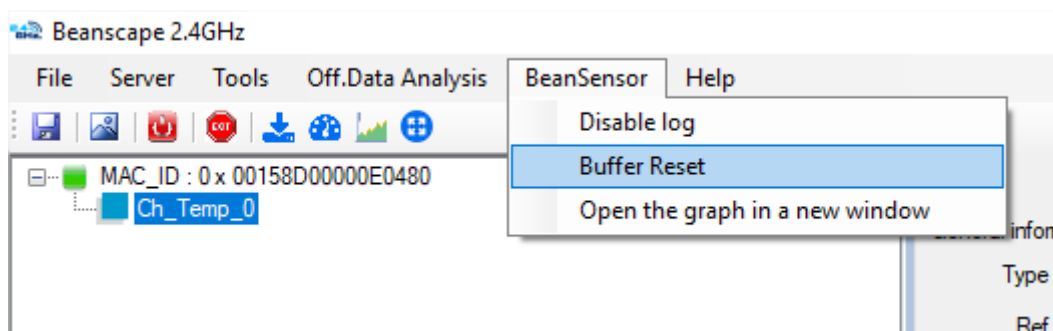 Beanscape 2.4GHz
File Server Tools Off.Data Analysis BeanSensor Help
Disable log
Buffer Reset
Open the graph in a new window
MAC_ID : 0 x 00158D00000E0480
Ch_Temp_0
Type
Ref